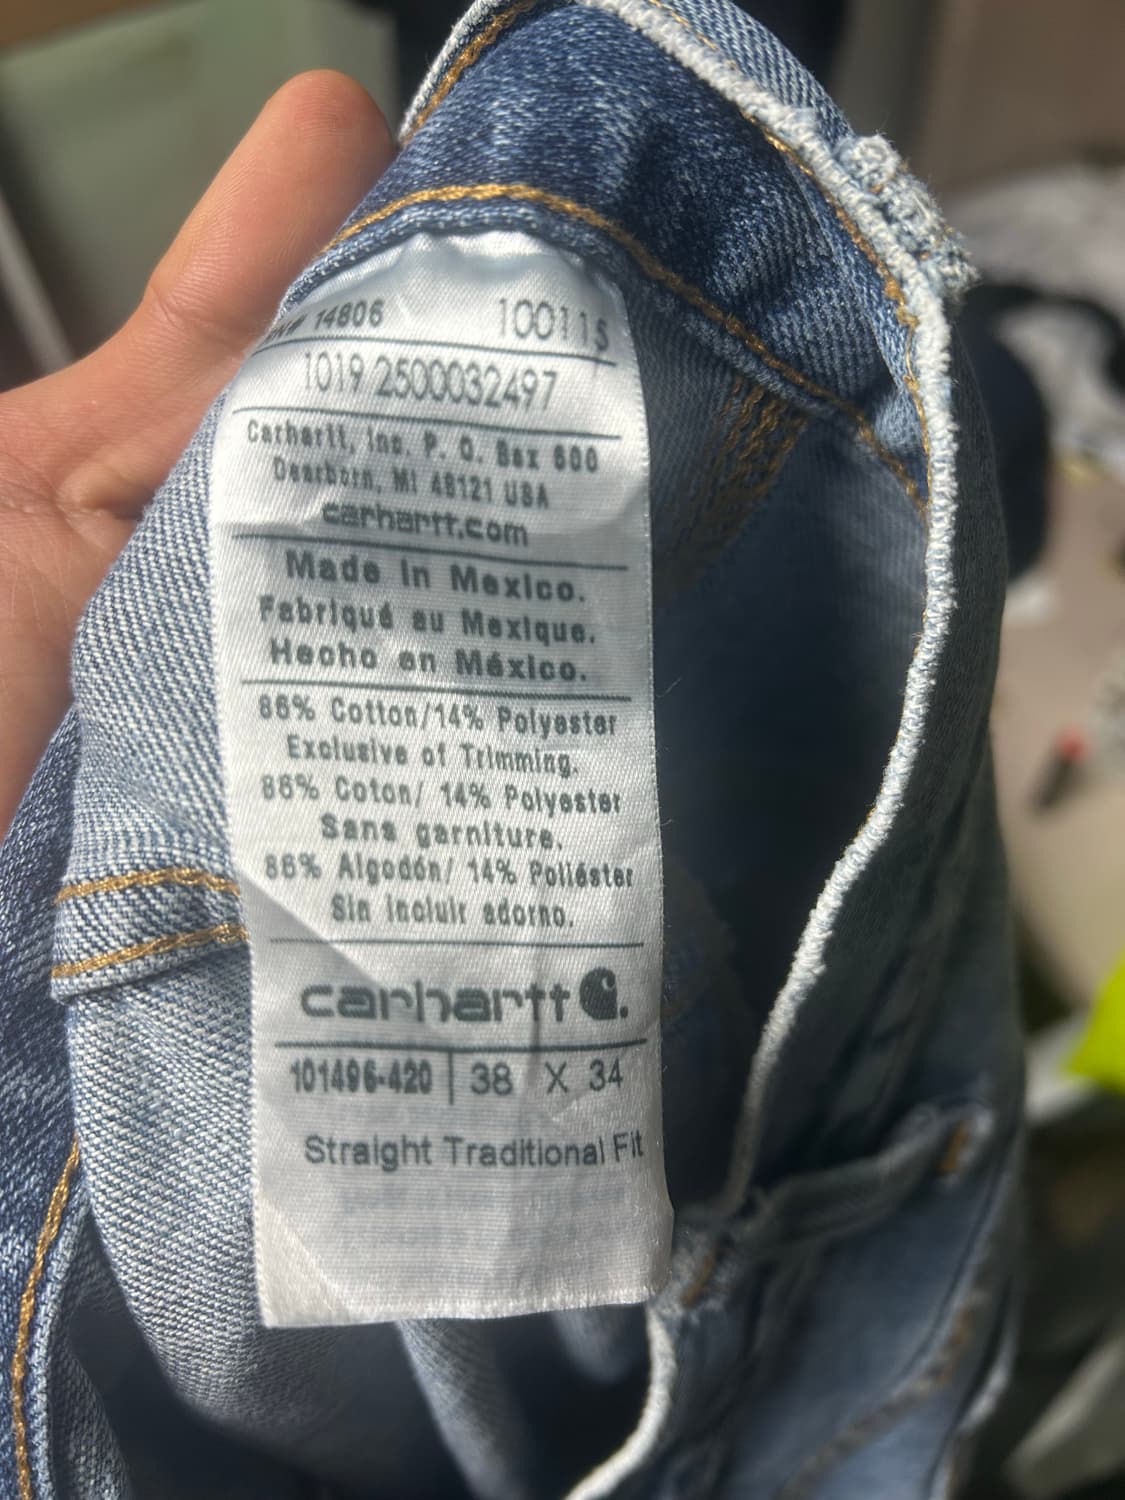 14806 100115
1019 2500032497
Carhartt, Inc. P. O. Box 600
Dearborn, MI 48121 USA
carhartt.com
Made in Mexico.
Fabriqué au Mexique.
Hecho en México.
86% Cotton/14% Polyester
Exclusive of Trimming.
86% Coton/ 14% Polyester
Sans garniture.
86% Algodón/ 14% Poliéster
Sin incluir adorno.
carhartt
101496-420 | 38 X 34
Straight Traditional Fit